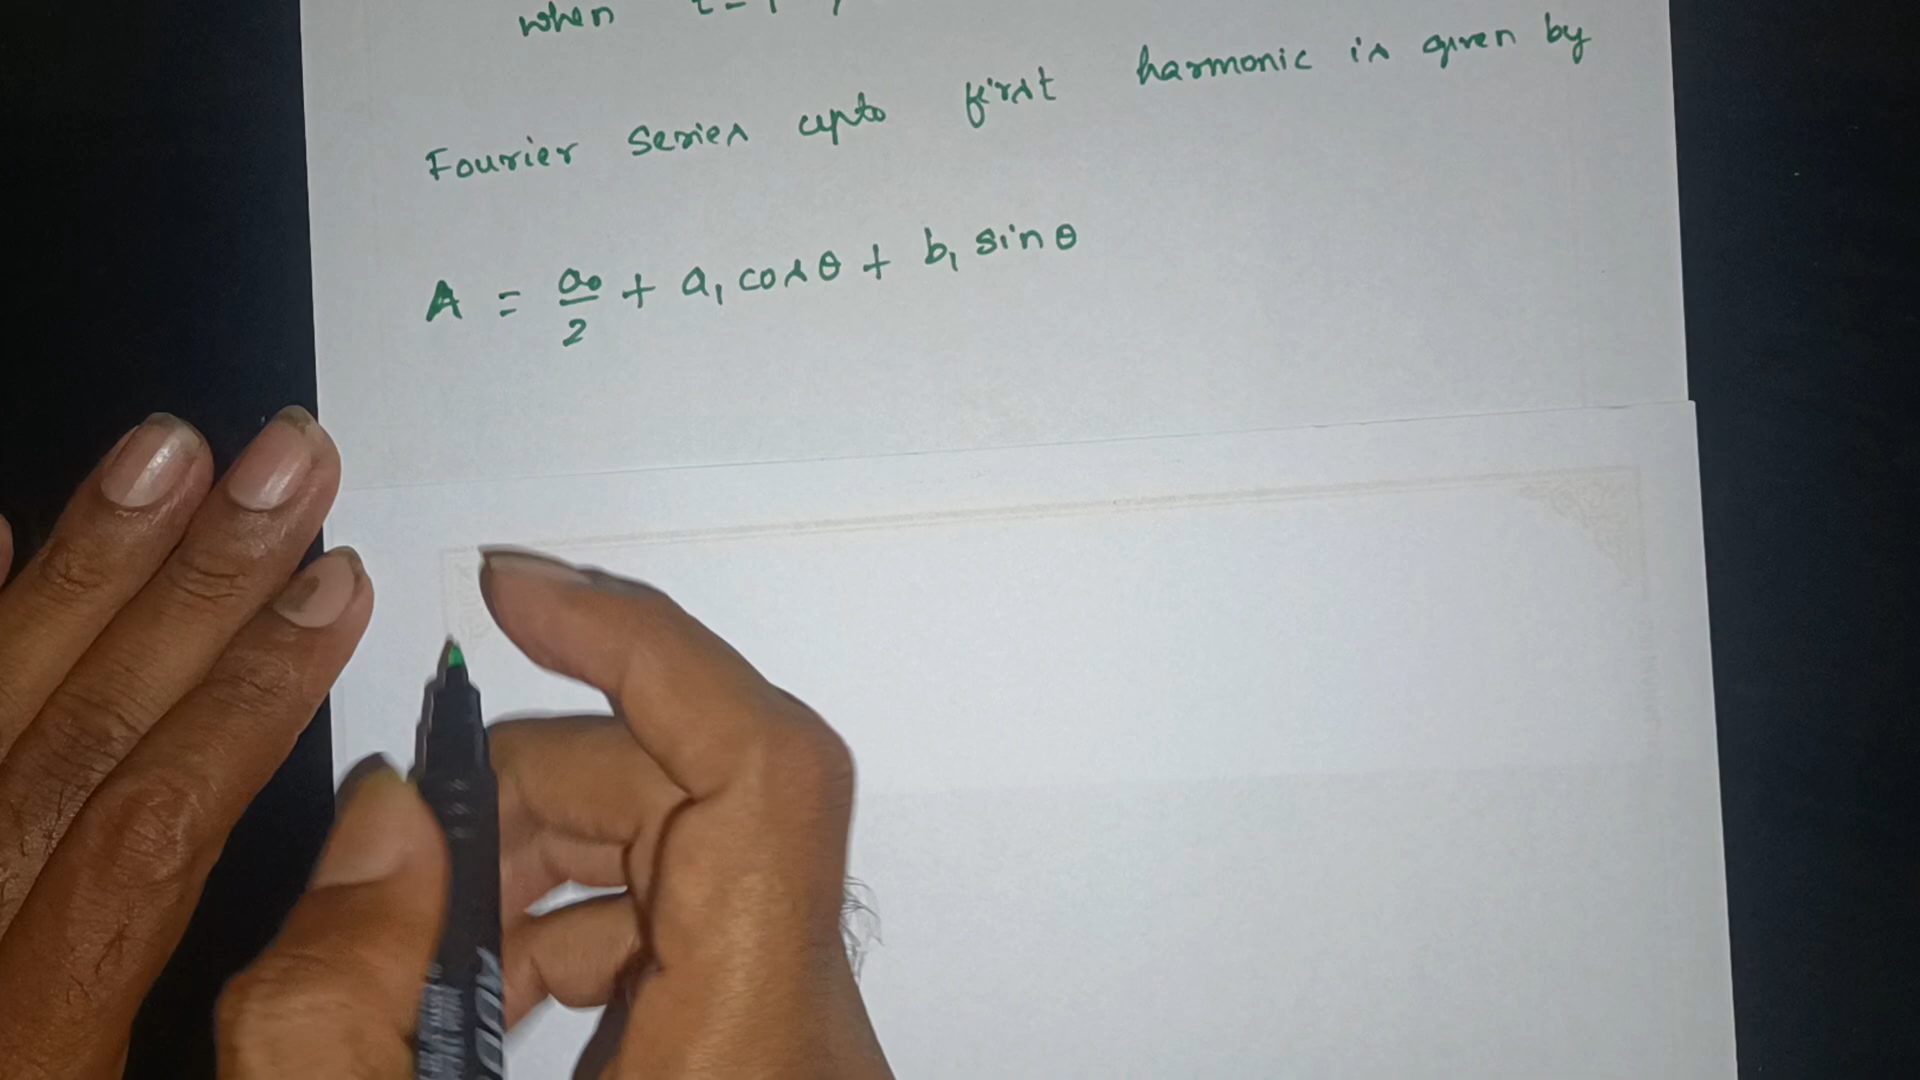 when
Fourier Series upto first harmonic is given by
A = a₀/2 + a₁ cos θ + b₁ sin θ